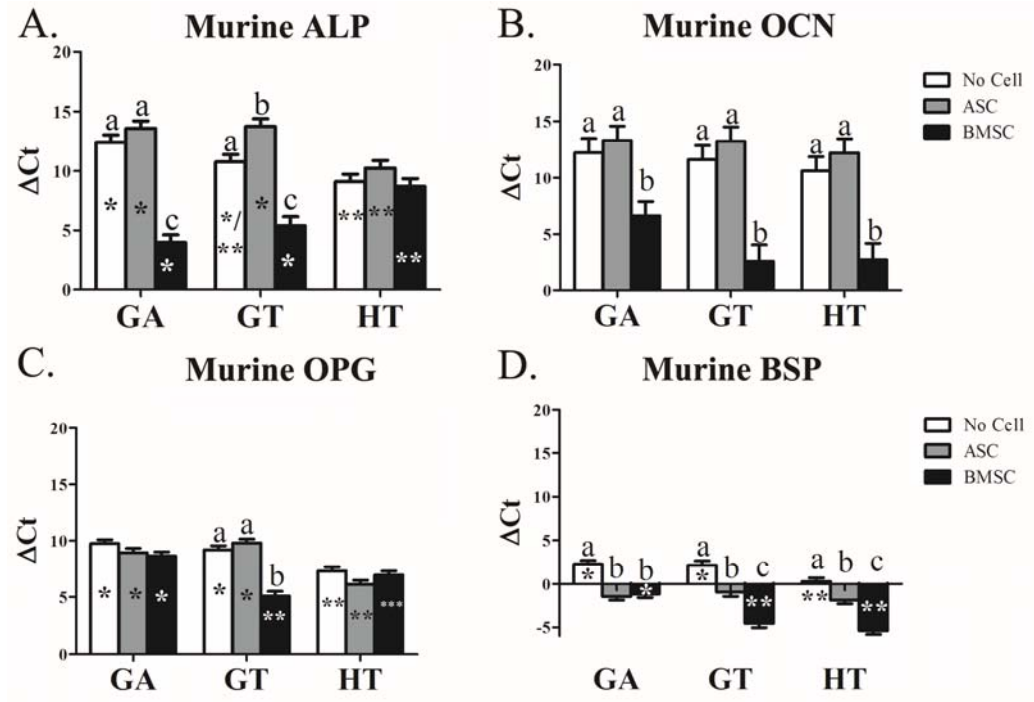 A. Murine ALP
20
15
10
5
0
ΔCt
a a c
a b c
* * *
*/
**
* *
** ** **
GA GT HT
B. Murine OCN
20
15
10
5
0
ΔCt
a a b
a a b
a a b
GA GT HT
No Cell
ASC
BMSC
C. Murine OPG
20
15
10
5
0
ΔCt
a a b
* * *
* * **
** ** ***
GA GT HT
D. Murine BSP
20
15
10
5
0
-5
ΔCt
a b b
a b c
a b c
* *
* **
** **
GA GT HT
No Cell
ASC
BMSC